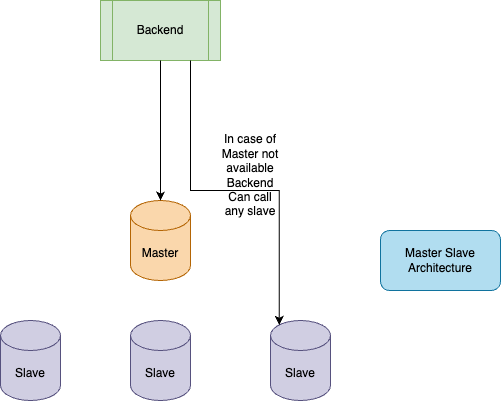 Backend
In case of
Master not
available
Backend
Can call
any slave
Master
Master Slave
Architecture
Slave
Slave
Slave